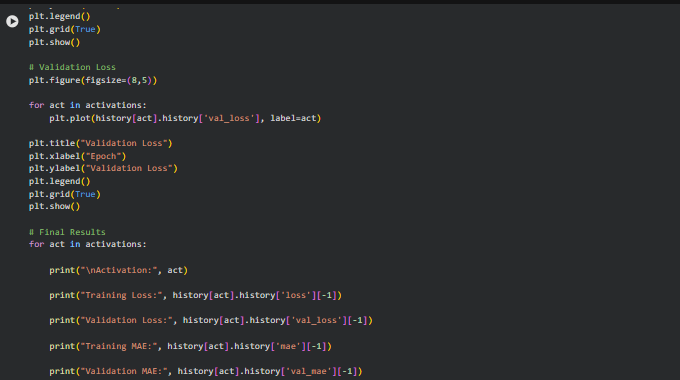 plt.legend()
plt.grid(True)
plt.show()
# Validation Loss
plt.figure(figsize=(8,5))
for act in activations:
    plt.plot(history[act].history['val_loss'], label=act)
plt.title("Validation Loss")
plt.xlabel("Epoch")
plt.ylabel("Validation Loss")
plt.legend()
plt.grid(True)
plt.show()
# Final Results
for act in activations:
    print("\nActivation:", act)
    print("Training Loss:", history[act].history['loss'][-1])
    print("Validation Loss:", history[act].history['val_loss'][-1])
    print("Training MAE:", history[act].history['mae'][-1])
    print("Validation MAE:", history[act].history['val_mae'][-1])